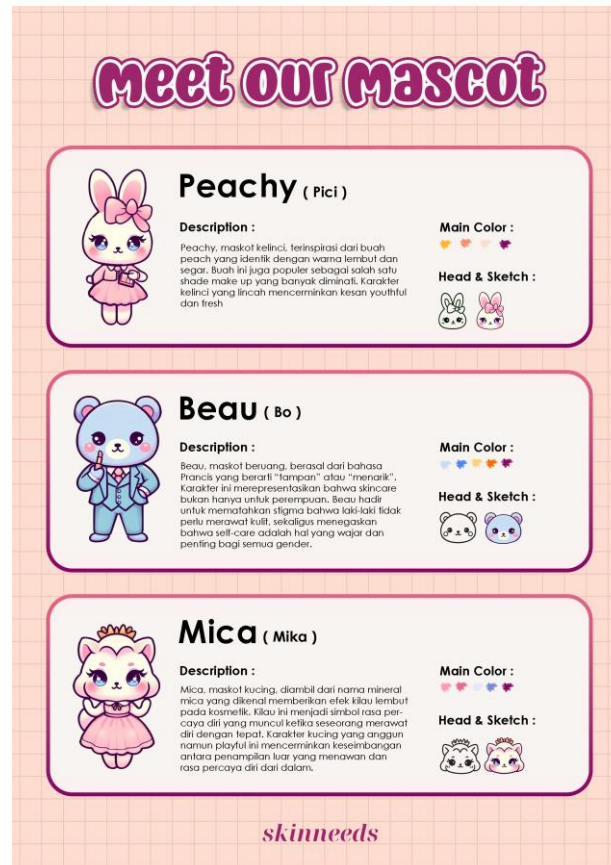 meet our mascot
Peachy ( Pici )
Description :
Peachy, maskot kelinci, terinspirasi dari buah
peach yang identik dengan warna lembut dan
segar. Buah ini juga populer sebagai salah satu
shade make up yang banyak diminati. Karakter
kelinci yang lincah mencerminkan kesan youthful
dan fresh
Main Color :
Head & Sketch :
Beau ( Bo )
Description :
Beau, maskot beruang, berasal dari bahasa
Prancis yang berarti “tampan” atau “menarik”.
Karakter ini merepresentasikan bahwa skincare
bukan hanya untuk perempuan. Beau hadir
untuk mematahkan stigma bahwa laki-laki tidak
perlu merawat kulit, sekaligus menegaskan
bahwa self-care adalah hal yang wajar dan
penting bagi semua gender.
Main Color :
Head & Sketch :
Mica ( Mika )
Description :
Mica, maskot kucing, diambil dari nama mineral
mica yang dikenal memberikan efek kilau lembut
pada kosmetik. Kilau ini menjadi simbol rasa per-
caya diri yang muncul ketika seseorang merawat
diri dengan tepat. Karakter kucing yang anggun
namun playful ini mencerminkan keseimbangan
antara penampilan luar yang menawan dan
rasa percaya diri dari dalam.
Main Color :
Head & Sketch :
skinneeds